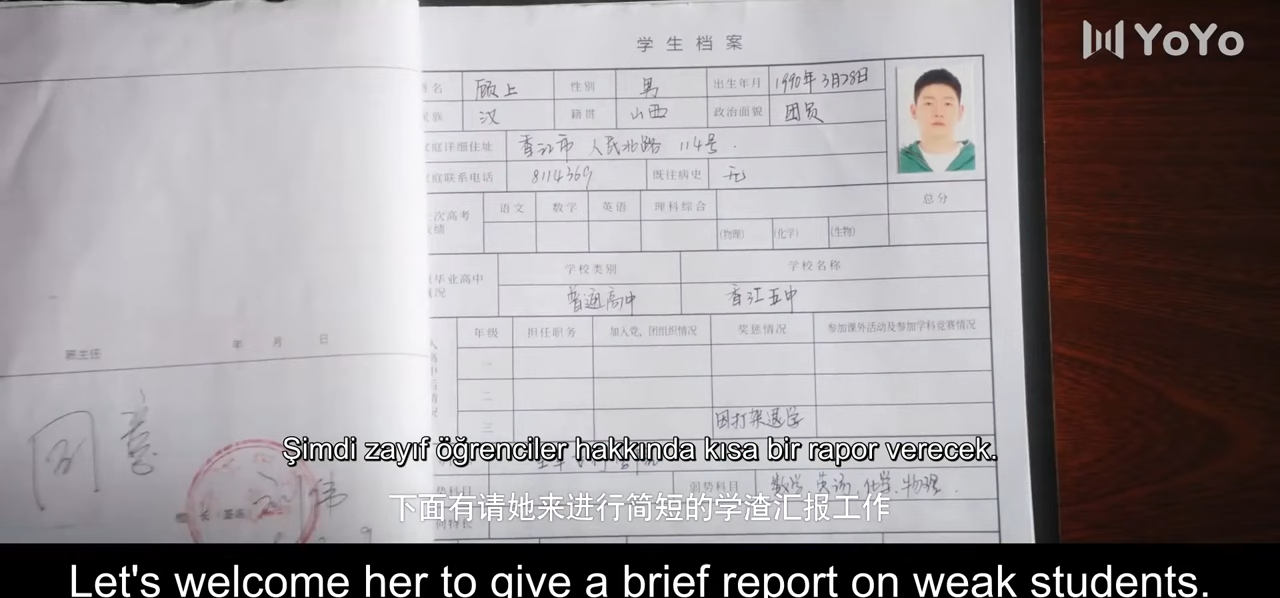 YoYo
学生档案
名 顾上 性别 男 出生年月 1990年3月28日
族 汉 籍贯 山西 政治面貌 团员
庭详细住址 香江市 人民北路 114号
庭联系电话 8114369 既往病史 无
次高考 语文 数学 英语 理科综合 总分
绩 (物理) (化学) (生物)
毕业高中 学校类别 学校名称
况 普通高中 香江五中
年级 担任职务 加入党、团组织情况 奖惩情况 参加课外活动及参加学科竞赛情况
一
二
三 因打架退学
弱势科目 数学 英语 化学 物理
班主任 年 月 日
同意
Şimdi zayıf öğrenciler hakkında kısa bir rapor verecek.
下面有请她来进行简短的学渣汇报工作
Let's welcome her to give a brief report on weak students.